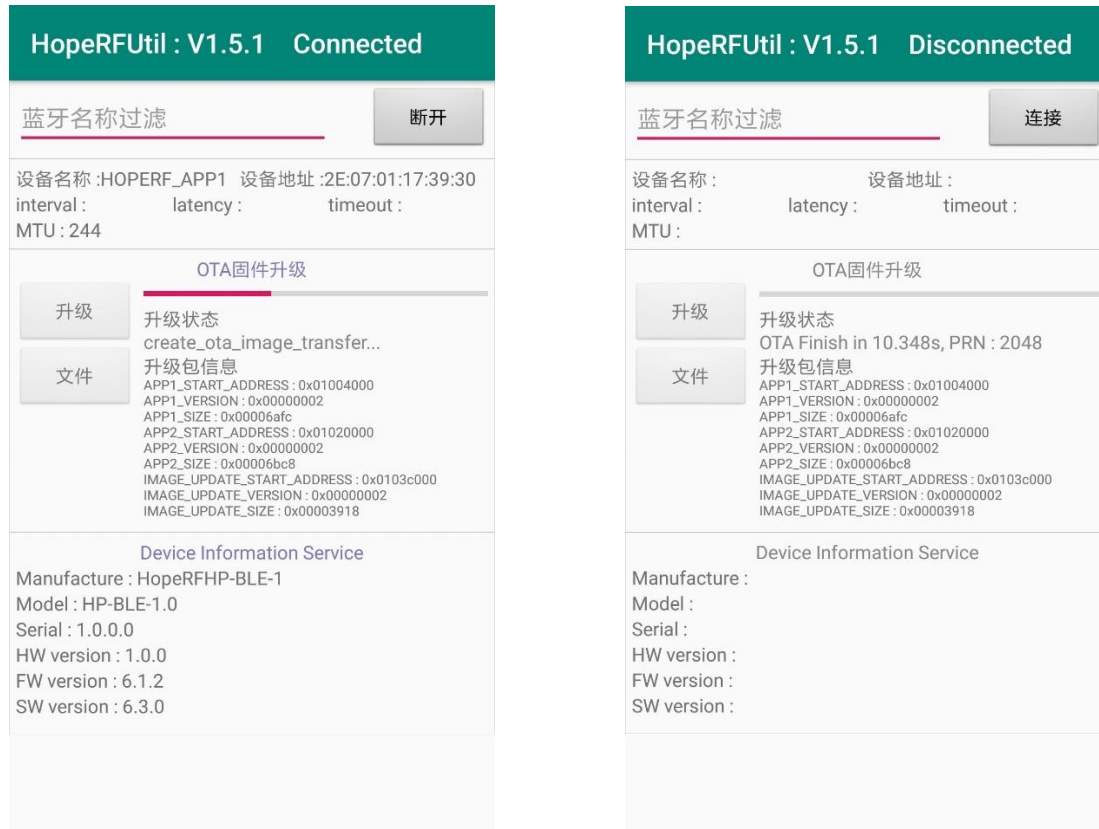 HopeRFUtil : V1.5.1 Connected
蓝牙名称过滤 断开
设备名称 :HOPERF_APP1 设备地址 :2E:07:01:17:39:30
interval : latency : timeout :
MTU : 244
OTA固件升级
升级
升级状态
create_ota_image_transfer...
文件
升级包信息
APP1_START_ADDRESS : 0x01004000
APP1_VERSION : 0x00000002
APP1_SIZE : 0x00006afc
APP2_START_ADDRESS : 0x01020000
APP2_VERSION : 0x00000002
APP2_SIZE : 0x00006bc8
IMAGE_UPDATE_START_ADDRESS : 0x0103c000
IMAGE_UPDATE_VERSION : 0x00000002
IMAGE_UPDATE_SIZE : 0x00003918
Device Information Service
Manufacture : HopeRFHP-BLE-1
Model : HP-BLE-1.0
Serial : 1.0.0.0
HW version : 1.0.0
FW version : 6.1.2
SW version : 6.3.0
HopeRFUtil : V1.5.1 Disconnected
蓝牙名称过滤 连接
设备名称 : 设备地址 :
interval : latency : timeout :
MTU :
OTA固件升级
升级
升级状态
OTA Finish in 10.348s, PRN : 2048
文件
升级包信息
APP1_START_ADDRESS : 0x01004000
APP1_VERSION : 0x00000002
APP1_SIZE : 0x00006afc
APP2_START_ADDRESS : 0x01020000
APP2_VERSION : 0x00000002
APP2_SIZE : 0x00006bc8
IMAGE_UPDATE_START_ADDRESS : 0x0103c000
IMAGE_UPDATE_VERSION : 0x00000002
IMAGE_UPDATE_SIZE : 0x00003918
Device Information Service
Manufacture :
Model :
Serial :
HW version :
FW version :
SW version :